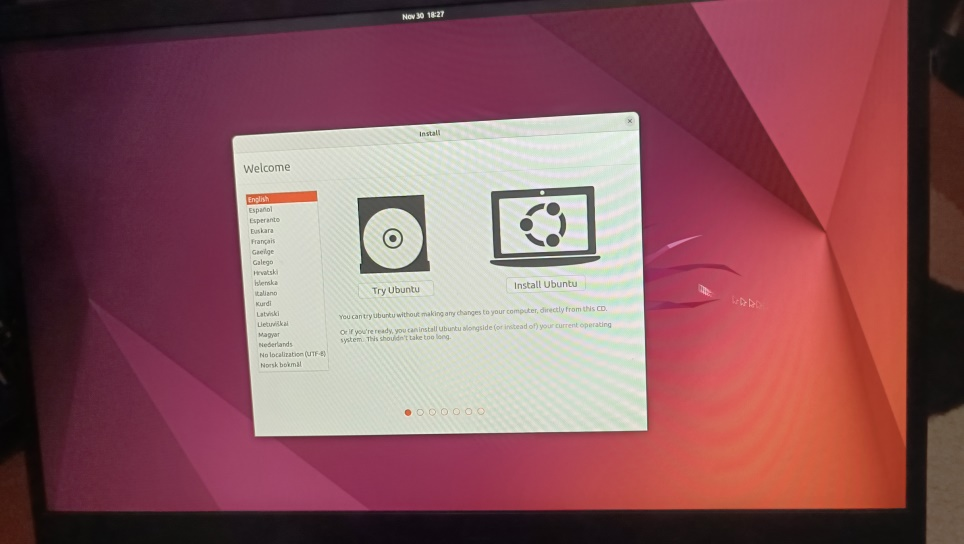 Nov 30 18:27
Install
Welcome
English
Español
Esperanto
Euskara
Français
Gaeilge
Galego
Hrvatski
Íslenska
Italiano
Kurdî
Latviski
Lietuviškai
Magyar
Nederlands
No localization (UTF-8)
Norsk bokmål
Try Ubuntu
Install Ubuntu
You can try Ubuntu without making any changes to your computer, directly from this CD.
Or if you're ready, you can install Ubuntu alongside (or instead of) your current operating
system. This shouldn't take too long.